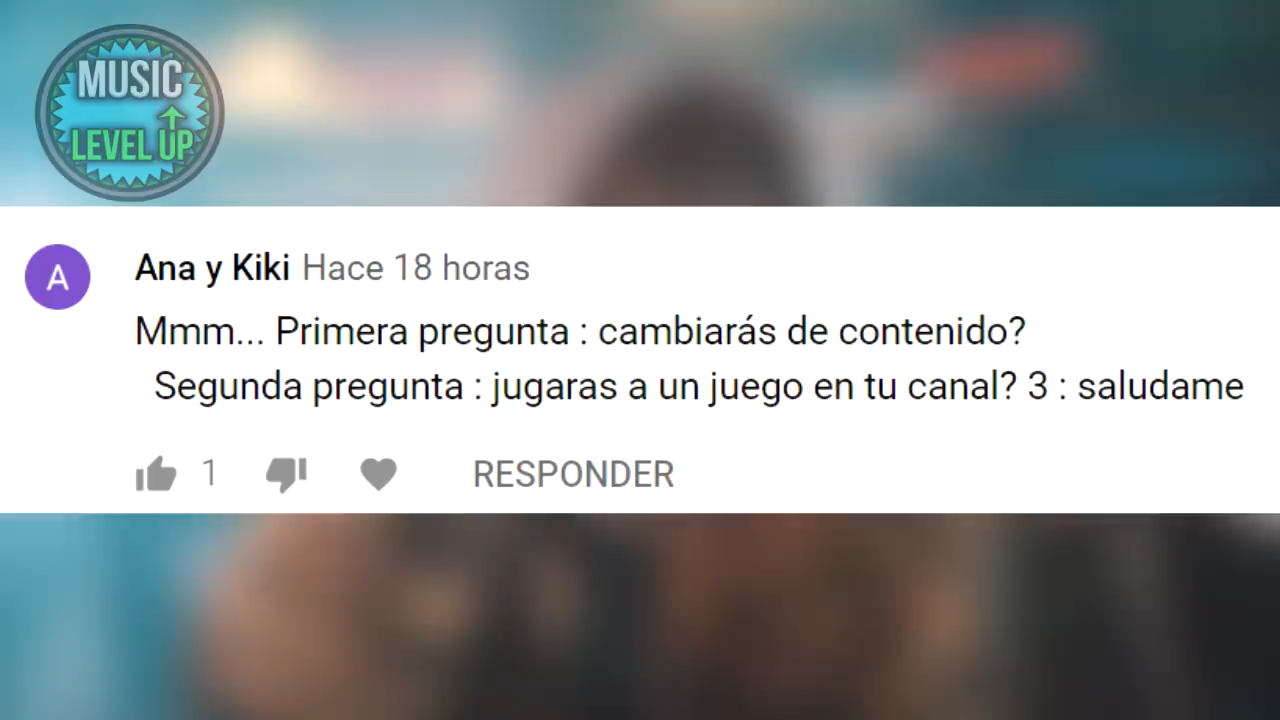 MUSIC
LEVEL UP
Ana y Kiki Hace 18 horas
Mmm... Primera pregunta : cambiarás de contenido?
Segunda pregunta : jugaras a un juego en tu canal? 3 : saludame
1
RESPONDER
A